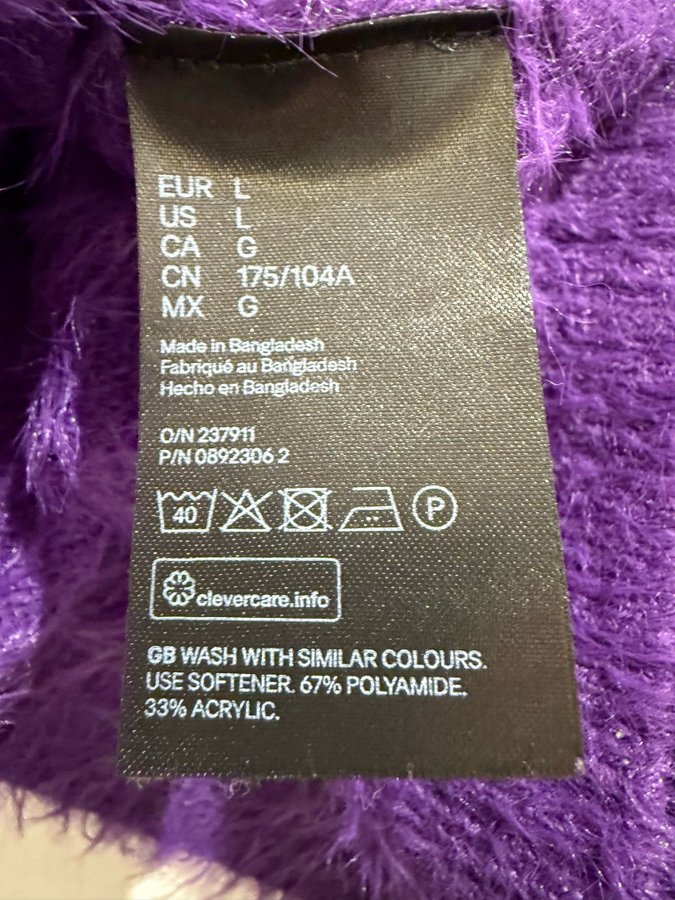 EUR L
US L
CA G
CN 175/104A
MX G
Made in Bangladesh
Fabriqué au Bangladesh
Hecho en Bangladesh
O/N 237911
P/N 0892306 2
40 P
clevercare.info
GB WASH WITH SIMILAR COLOURS.
USE SOFTENER. 67% POLYAMIDE,
33% ACRYLIC.